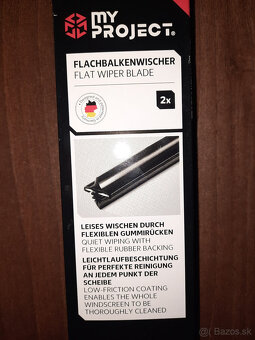 MY
PROJECT®
FLACHBALKENWISCHER
FLAT WIPER BLADE
2x
LEISES WISCHEN DURCH
FLEXIBLEN GUMMIRÜCKEN
QUIET WIPING WITH
FLEXIBLE RUBBER BACKING
LEICHTLAUFBESCHICHTUNG
FÜR PERFEKTE REINIGUNG
AN JEDEM PUNKT DER
SCHEIBE
LOW-FRICTION COATING
ENABLES THE WHOLE
WINDSCREEN TO BE
THOROUGHLY CLEANED
Bazos.sk